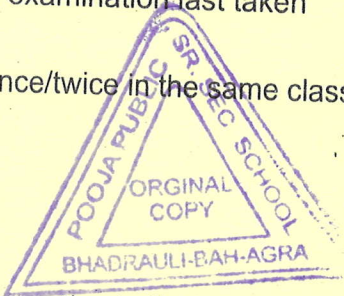 examination last taken
nce/twice in the same class
POOJA PUBLIC
SR. SEC SCHOOL
ORGINAL
COPY
BHADRAULI-BAH-AGRA